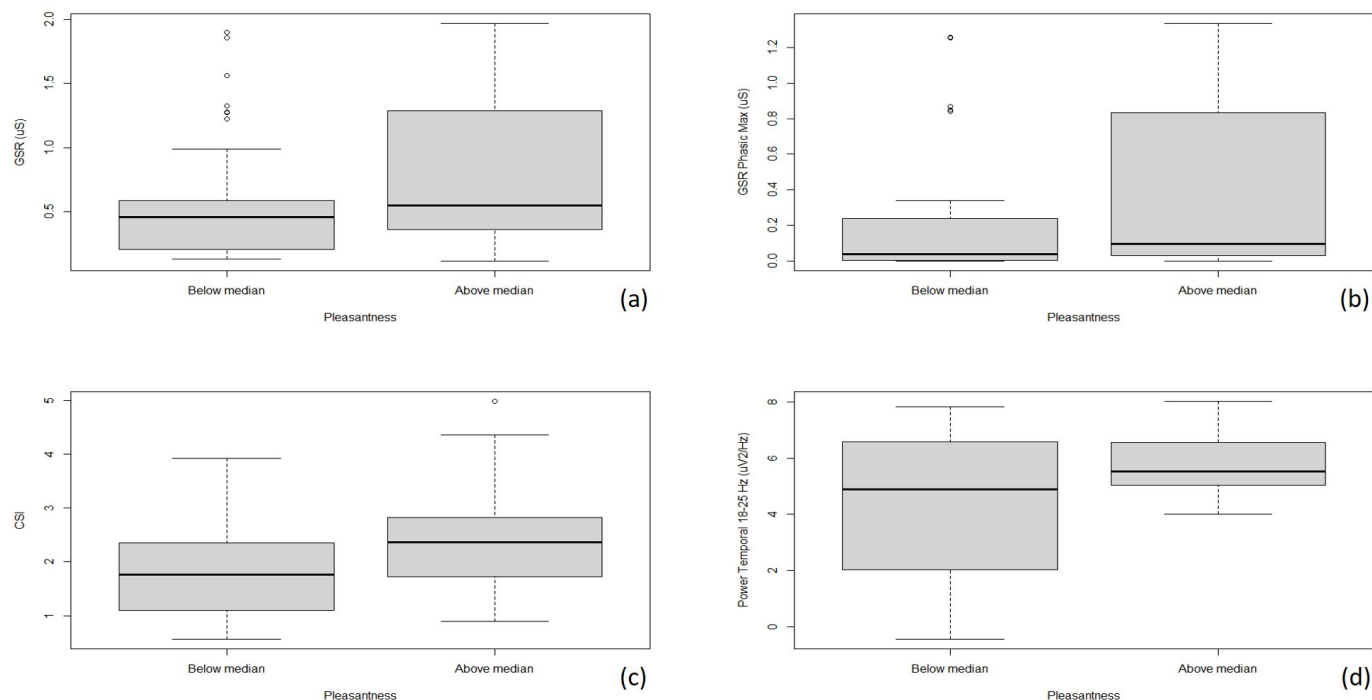 GSR (uS)
2.0
1.5
1.0
0.5
Below median
Above median
Pleasantness
(a)
GSR Phasic Max (uS)
1.2
1.0
0.8
0.6
0.4
0.2
0.0
Below median
Above median
Pleasantness
(b)
CSI
5
4
3
2
1
Below median
Above median
Pleasantness
(c)
Power Temporal 18-25 Hz (uV2/Hz)
8
6
4
2
0
Below median
Above median
Pleasantness
(d)